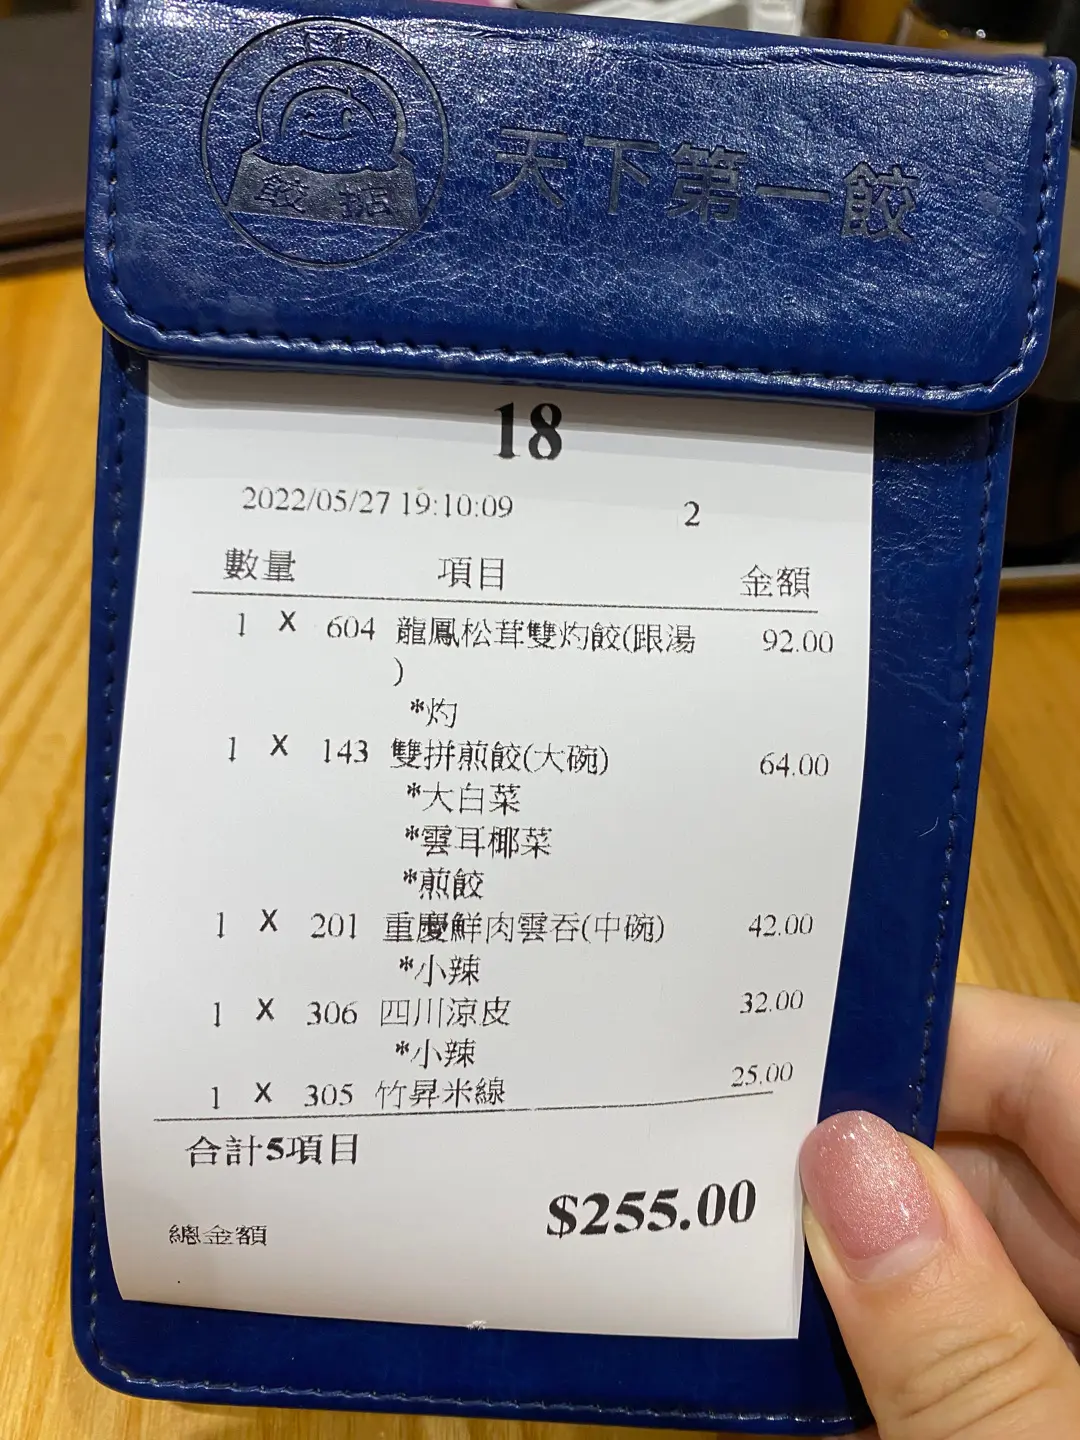 餃掂
天下第一餃
18
2022/05/27 19:10:09 2
數量 項目 金額
1 X 604 龍鳳松茸雙灼餃(跟湯 92.00
)
*灼
1 X 143 雙拼煎餃(大碗) 64.00
*大白菜
*雲耳椰菜
*煎餃
1 X 201 重慶鮮肉雲吞(中碗) 42.00
*小辣
1 X 306 四川涼皮 32.00
*小辣
1 X 305 竹昇米線 25.00
合計5項目
$255.00
總金額